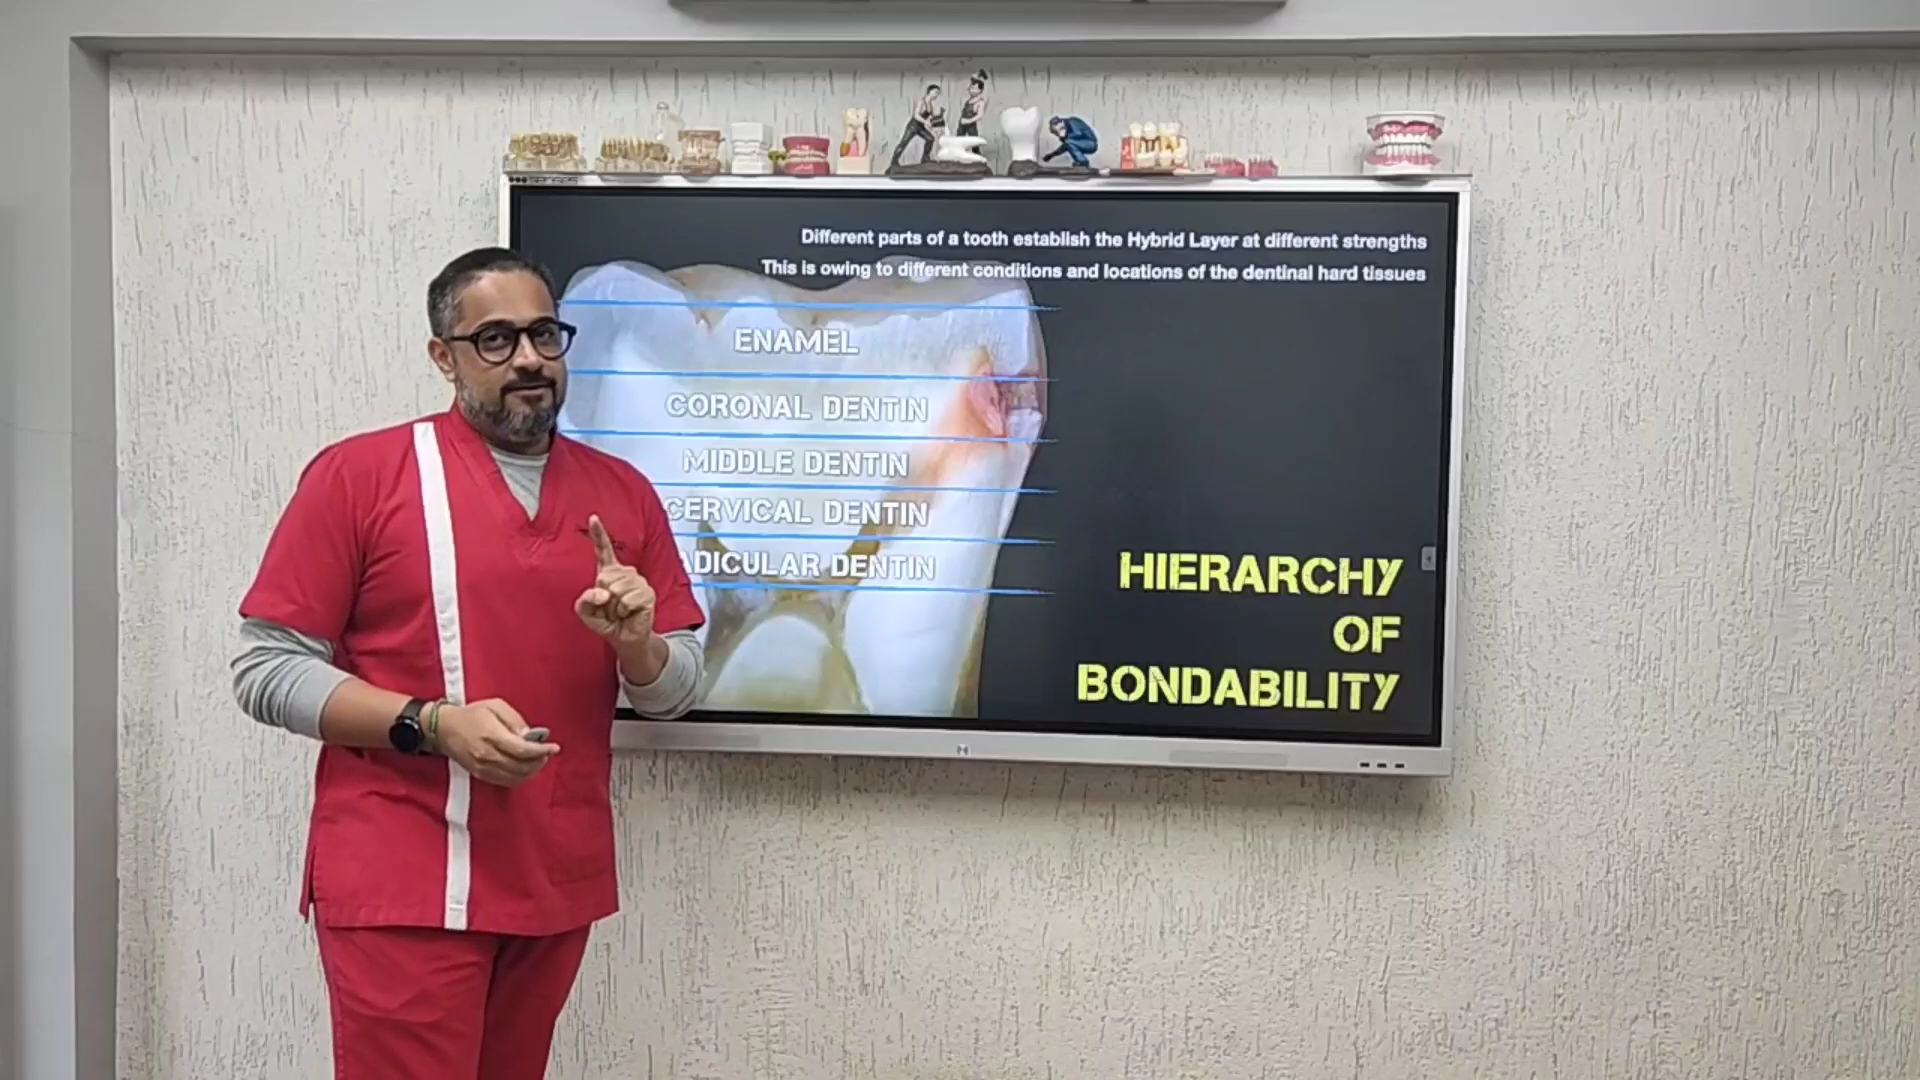 Different parts of a tooth establish the Hybrid Layer at different strengths
This is owing to different conditions and locations of the dentinal hard tissues
ENAMEL
CORONAL DENTIN
MIDDLE DENTIN
CERVICAL DENTIN
ADICULAR DENTIN
HIERARCHY
OF
BONDABILITY